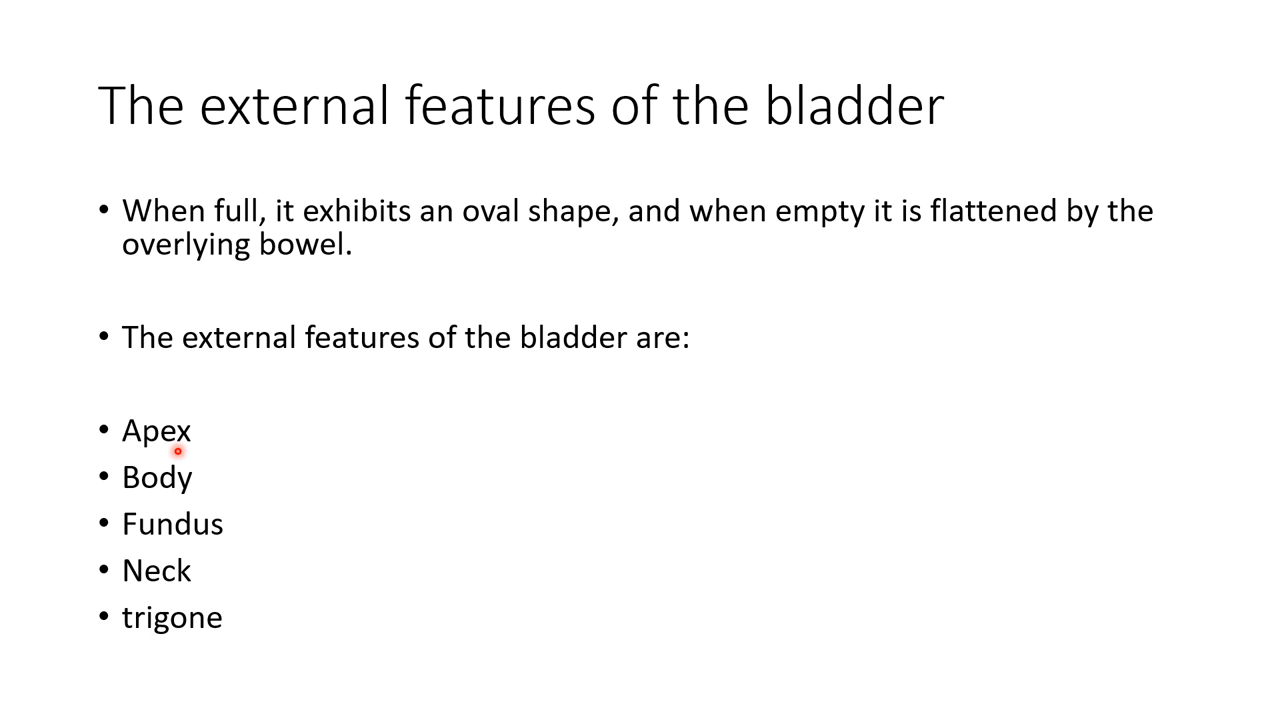 The external features of the bladder
• When full, it exhibits an oval shape, and when empty it is flattened by the
overlying bowel.
• The external features of the bladder are:
• Apex
• Body
• Fundus
• Neck
• trigone